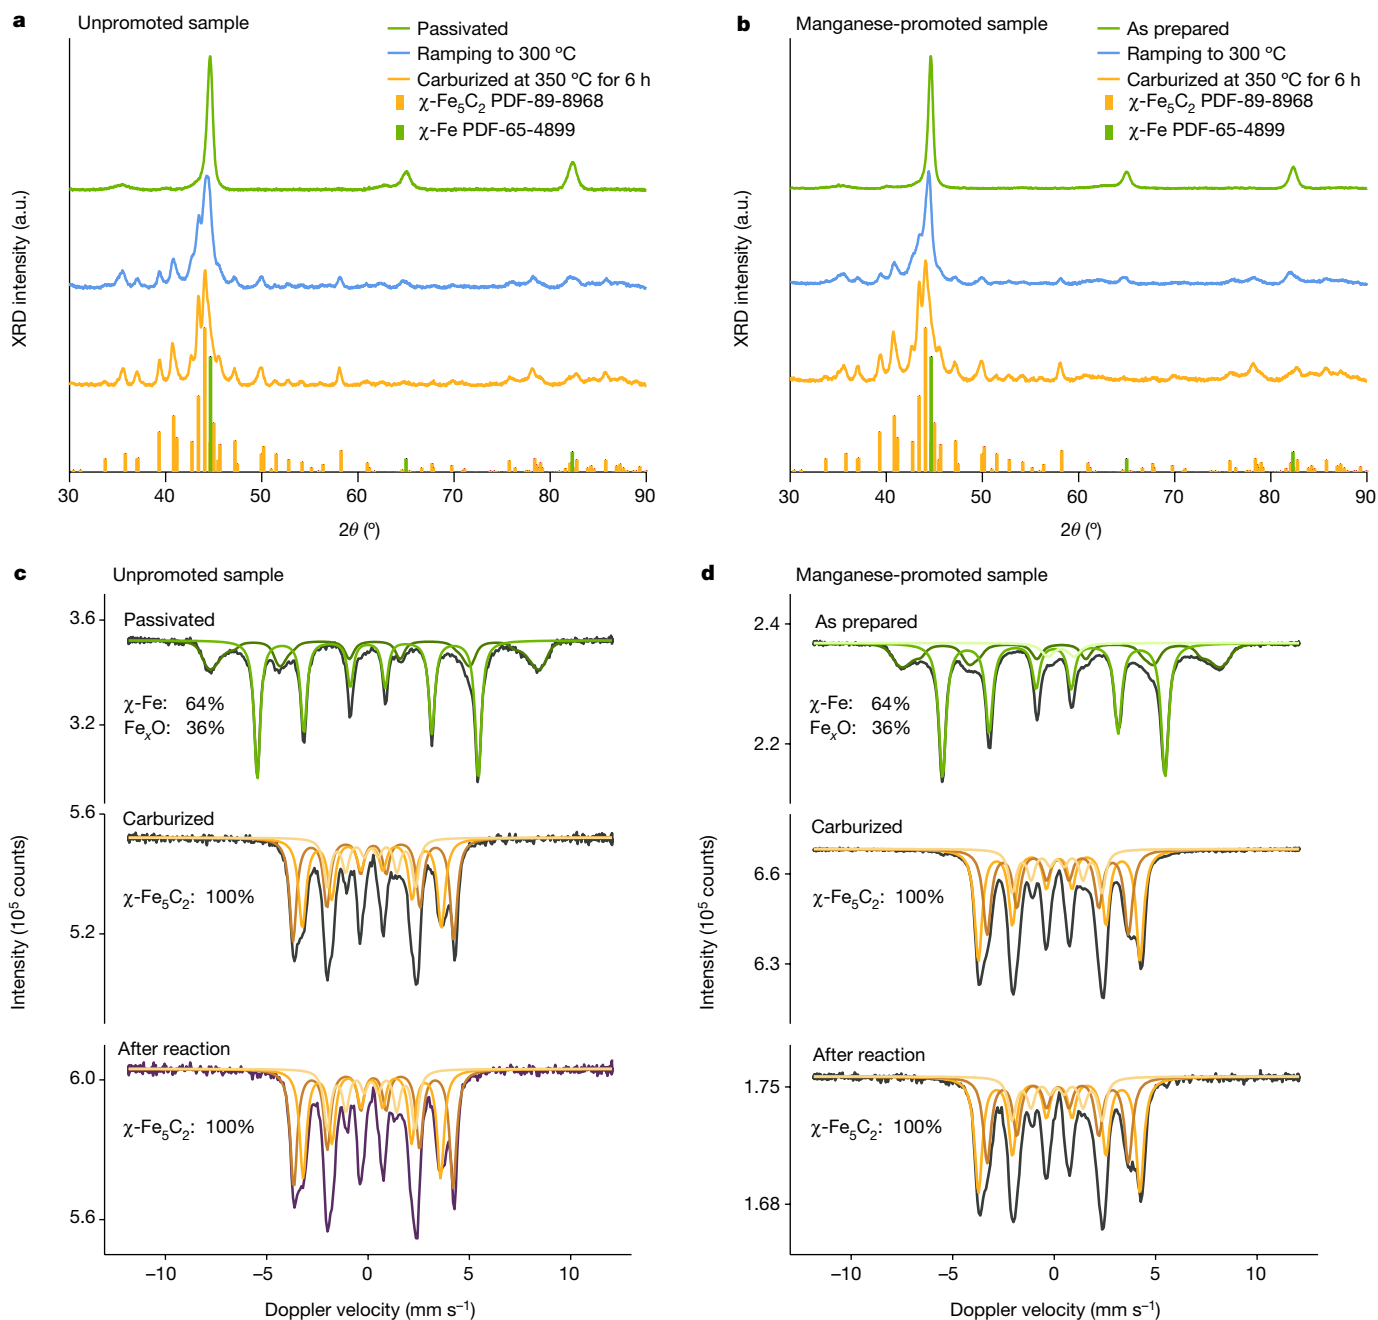 a Unpromoted sample
Passivated
Ramping to 300 ºC
Carburized at 350 ºC for 6 h
χ-Fe5C2 PDF-89-8968
χ-Fe PDF-65-4899
XRD intensity (a.u.)
30 40 50 60 70 80 90
2θ (º)
b Manganese-promoted sample
As prepared
Ramping to 300 ºC
Carburized at 350 ºC for 6 h
χ-Fe5C2 PDF-89-8968
χ-Fe PDF-65-4899
XRD intensity (a.u.)
30 40 50 60 70 80 90
2θ (º)
c Unpromoted sample
3.6
Passivated
χ-Fe: 64%
FexO: 36%
3.2
5.6
Carburized
χ-Fe5C2: 100%
5.2
After reaction
6.0
χ-Fe5C2: 100%
5.6
Intensity (10⁵ counts)
–10 –5 0 5 10
Doppler velocity (mm s⁻¹)
d Manganese-promoted sample
2.4
As prepared
χ-Fe: 64%
FexO: 36%
2.2
Carburized
6.6
χ-Fe5C2: 100%
6.3
After reaction
1.75
χ-Fe5C2: 100%
1.68
Intensity (10⁵ counts)
–10 –5 0 5 10
Doppler velocity (mm s⁻¹)